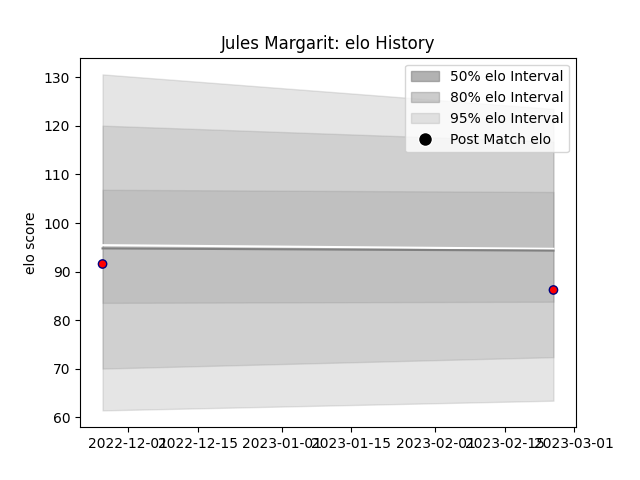 Jules Margarit: elo History
130
120
110
100
90
80
70
60
elo score
50% elo Interval
80% elo Interval
95% elo Interval
Post Match elo
2022-12-01
2022-12-15
2023-01-01
2023-01-15
2023-02-01
2023-02-15
2023-03-01